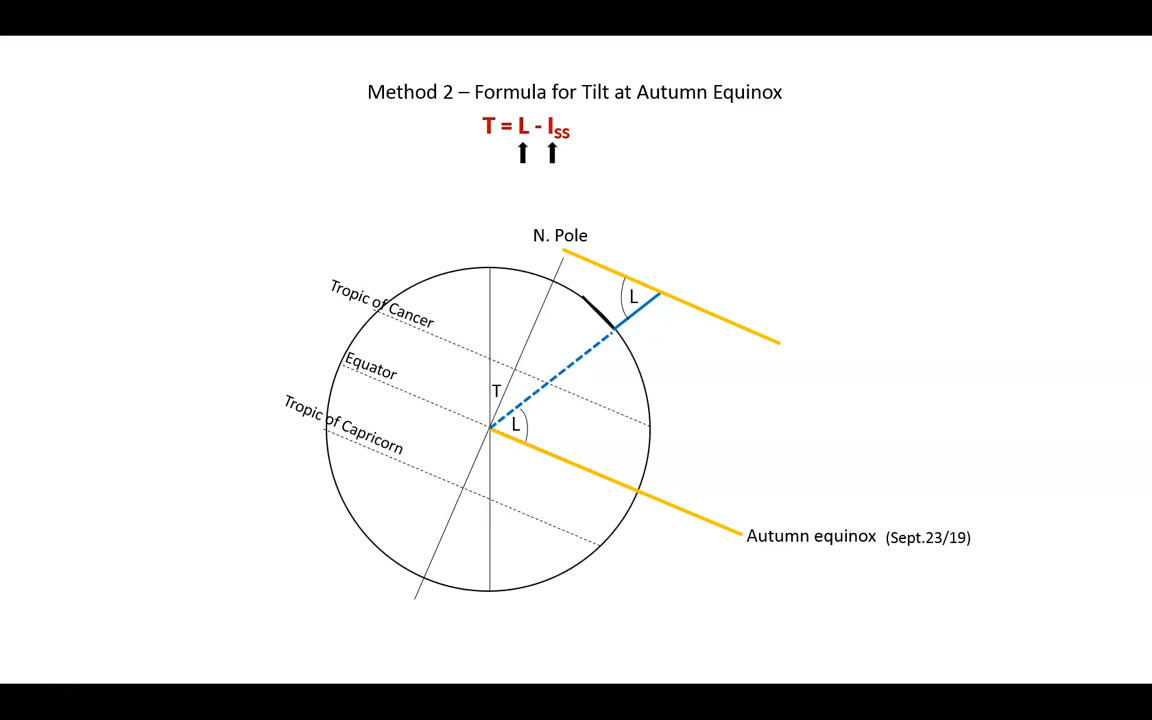 Method 2 – Formula for Tilt at Autumn Equinox
T = L - I_SS
N. Pole
Tropic of Cancer
L
Equator
T
Tropic of Capricorn
L
Autumn equinox (Sept.23/19)